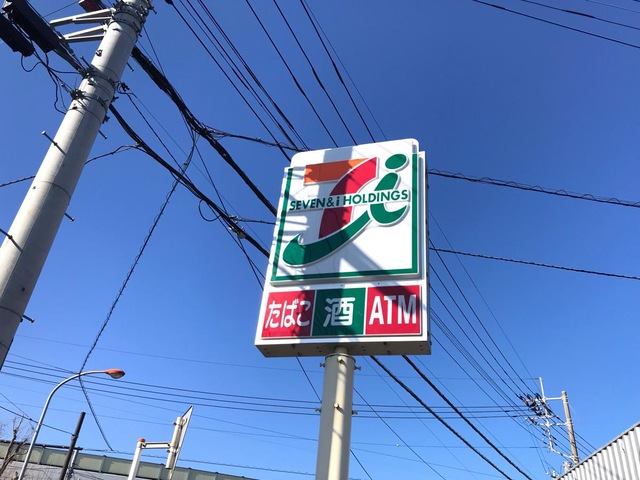 SEVEN & i HOLDINGS
たばこ 酒 ATM